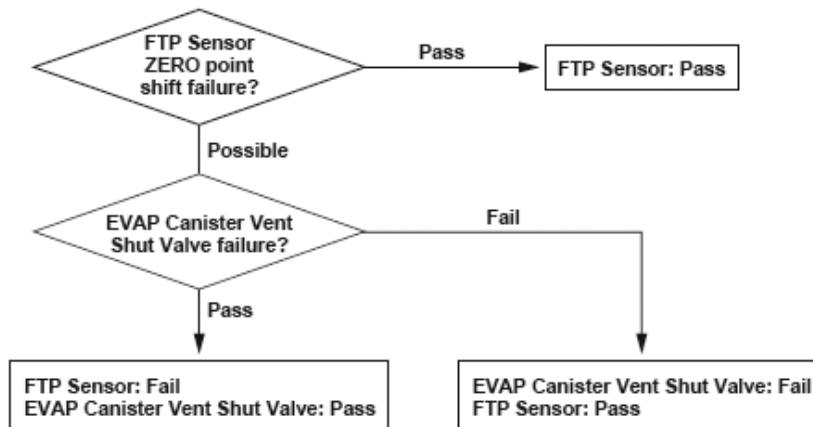 FTP Sensor
ZERO point
shift failure?
Pass
FTP Sensor: Pass
Possible
EVAP Canister Vent
Shut Valve failure?
Fail
Pass
FTP Sensor: Fail
EVAP Canister Vent Shut Valve: Pass
EVAP Canister Vent Shut Valve: Fail
FTP Sensor: Pass